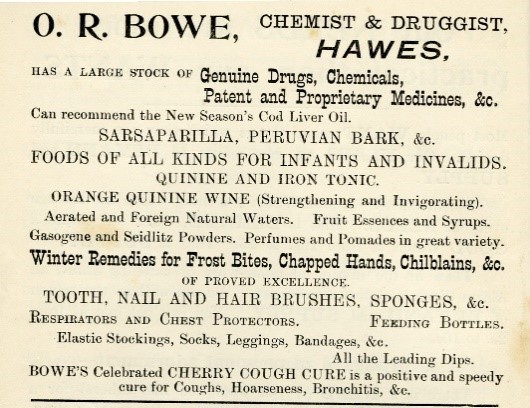 O. R. BOWE, CHEMIST & DRUGGIST,
HAWES,
HAS A LARGE STOCK OF Genuine Drugs, Chemicals,
Patent and Proprietary Medicines, &c.
Can recommend the New Season's Cod Liver Oil.
SARSAPARILLA, PERUVIAN BARK, &c.
FOODS OF ALL KINDS FOR INFANTS AND INVALIDS.
QUININE AND IRON TONIC.
ORANGE QUININE WINE (Strengthening and Invigorating).
Aerated and Foreign Natural Waters. Fruit Essences and Syrups.
Gasogene and Seidlitz Powders. Perfumes and Pomades in great variety.
Winter Remedies for Frost Bites, Chapped Hands, Chilblains, &c.
OF PROVED EXCELLENCE.
TOOTH, NAIL AND HAIR BRUSHES, SPONGES, &c.
RESPIRATORS AND CHEST PROTECTORS. FEEDING BOTTLES.
Elastic Stockings, Socks, Leggings, Bandages, &c.
All the Leading Dips.
BOWE'S Celebrated CHERRY COUGH CURE is a positive and speedy
cure for Coughs, Hoarseness, Bronchitis, &c.